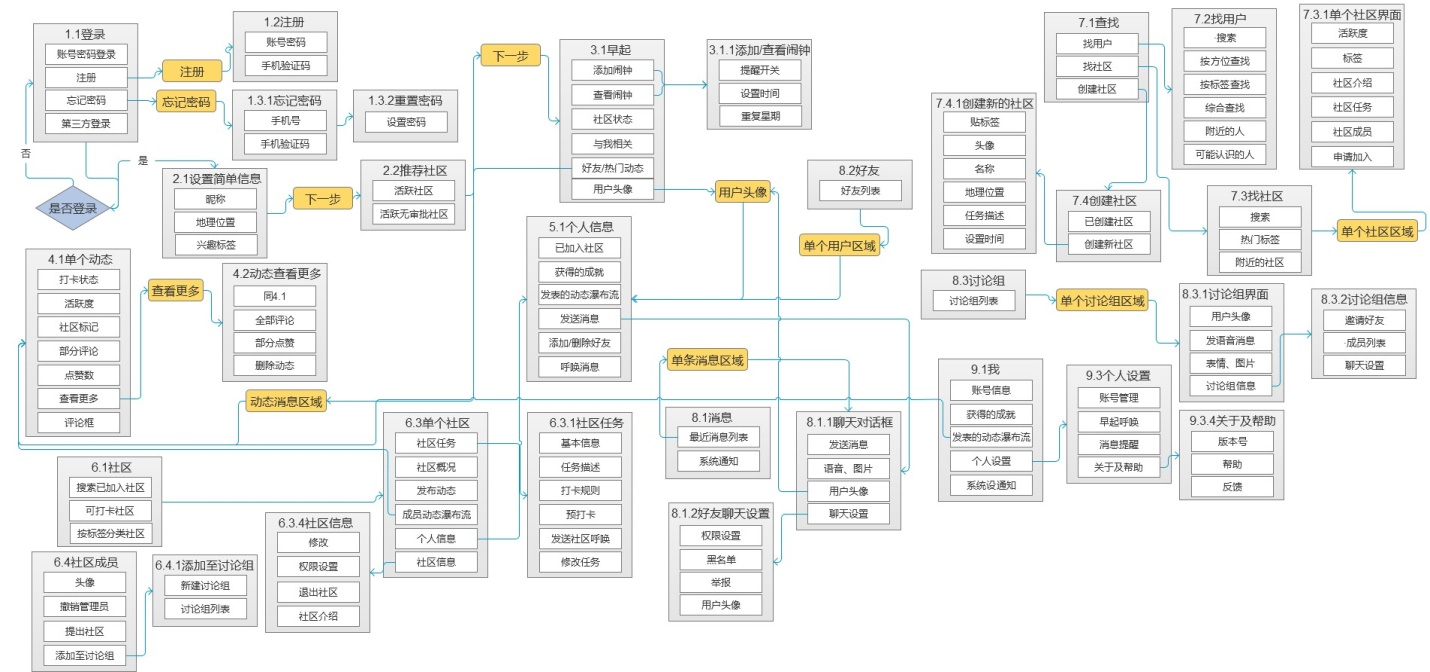 1.1登录
账号密码登录
注册
忘记密码
第三方登录
注册
忘记密码
1.2注册
账号密码
手机验证码
1.3.1忘记密码
手机号
手机验证码
1.3.2重置密码
设置密码
否
是
是否登录
2.1设置简单信息
昵称
地理位置
兴趣标签
下一步
2.2推荐社区
活跃社区
活跃无审批社区
下一步
3.1早起
添加闹钟
查看闹钟
社区状态
与我相关
好友/热门动态
用户头像
3.1.1添加/查看闹钟
提醒开关
设置时间
重复星期
用户头像
4.1单个动态
打卡状态
活跃度
社区标记
部分评论
点赞数
查看更多
评论框
查看更多
4.2动态查看更多
同4.1
全部评论
部分点赞
删除动态
动态消息区域
5.1个人信息
已加入社区
获得的成就
发表的动态瀑布流
发送消息
添加/删除好友
呼唤消息
6.1社区
搜索已加入社区
可打卡社区
按标签分类社区
6.3单个社区
社区任务
社区概况
发布动态
成员动态瀑布流
个人信息
社区信息
6.3.1社区任务
基本信息
任务描述
打卡规则
预打卡
发送社区呼唤
修改任务
6.3.4社区信息
修改
权限设置
退出社区
社区介绍
6.4社区成员
头像
撤销管理员
提出社区
添加至讨论组
6.4.1添加至讨论组
新建讨论组
讨论组列表
7.1查找
找用户
找社区
创建社区
7.2找用户
·搜索
按方位查找
按标签查找
综合查找
附近的人
可能认识的人
7.3.1单个社区界面
活跃度
标签
社区介绍
社区任务
社区成员
申请加入
7.4.1创建新的社区
贴标签
头像
名称
地理位置
任务描述
设置时间
7.4创建社区
已创建社区
创建新社区
7.3找社区
搜索
热门标签
附近的社区
单个社区区域
8.2好友
好友列表
单个用户区域
8.3讨论组
讨论组列表
单个讨论组区域
8.3.1讨论组界面
用户头像
发语音消息
表情、图片
讨论组信息
8.3.2讨论组信息
邀请好友
·成员列表
聊天设置
单条消息区域
8.1消息
最近消息列表
系统通知
8.1.1聊天对话框
发送消息
语音、图片
用户头像
聊天设置
8.1.2好友聊天设置
权限设置
黑名单
举报
用户头像
9.1我
账号信息
获得的成就
发表的动态瀑布流
个人设置
系统设通知
9.3个人设置
账号管理
早起呼唤
消息提醒
关于及帮助
9.3.4关于及帮助
版本号
帮助
反馈